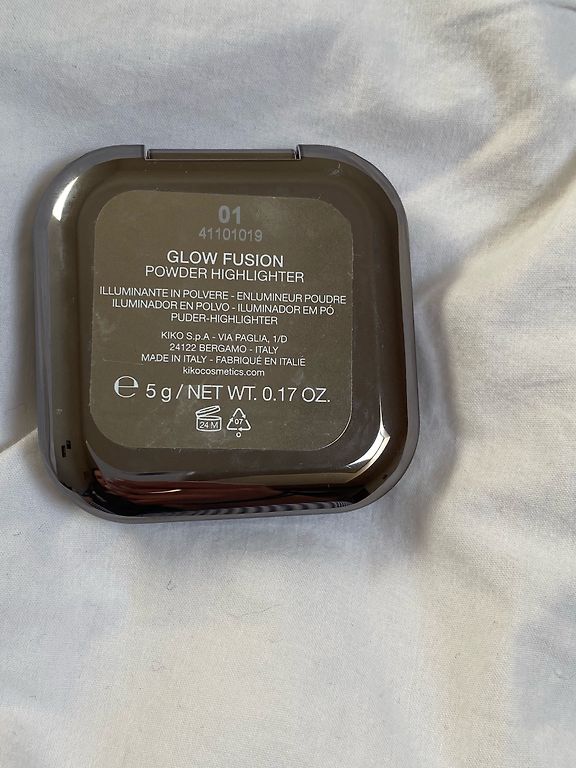 01
41101019
GLOW FUSION
POWDER HIGHLIGHTER
ILLUMINANTE IN POLVERE - ENLUMINEUR POUDRE
ILUMINADOR EN POLVO - ILUMINADOR EM PÓ
PUDER-HIGHLIGHTER
KIKO S.p.A - VIA PAGLIA, 1/D
24122 BERGAMO - ITALY
MADE IN ITALY - FABRIQUÉ EN ITALIE
kikocosmetics.com
℮ 5 g / NET WT. 0.17 OZ.
24 M 07
O